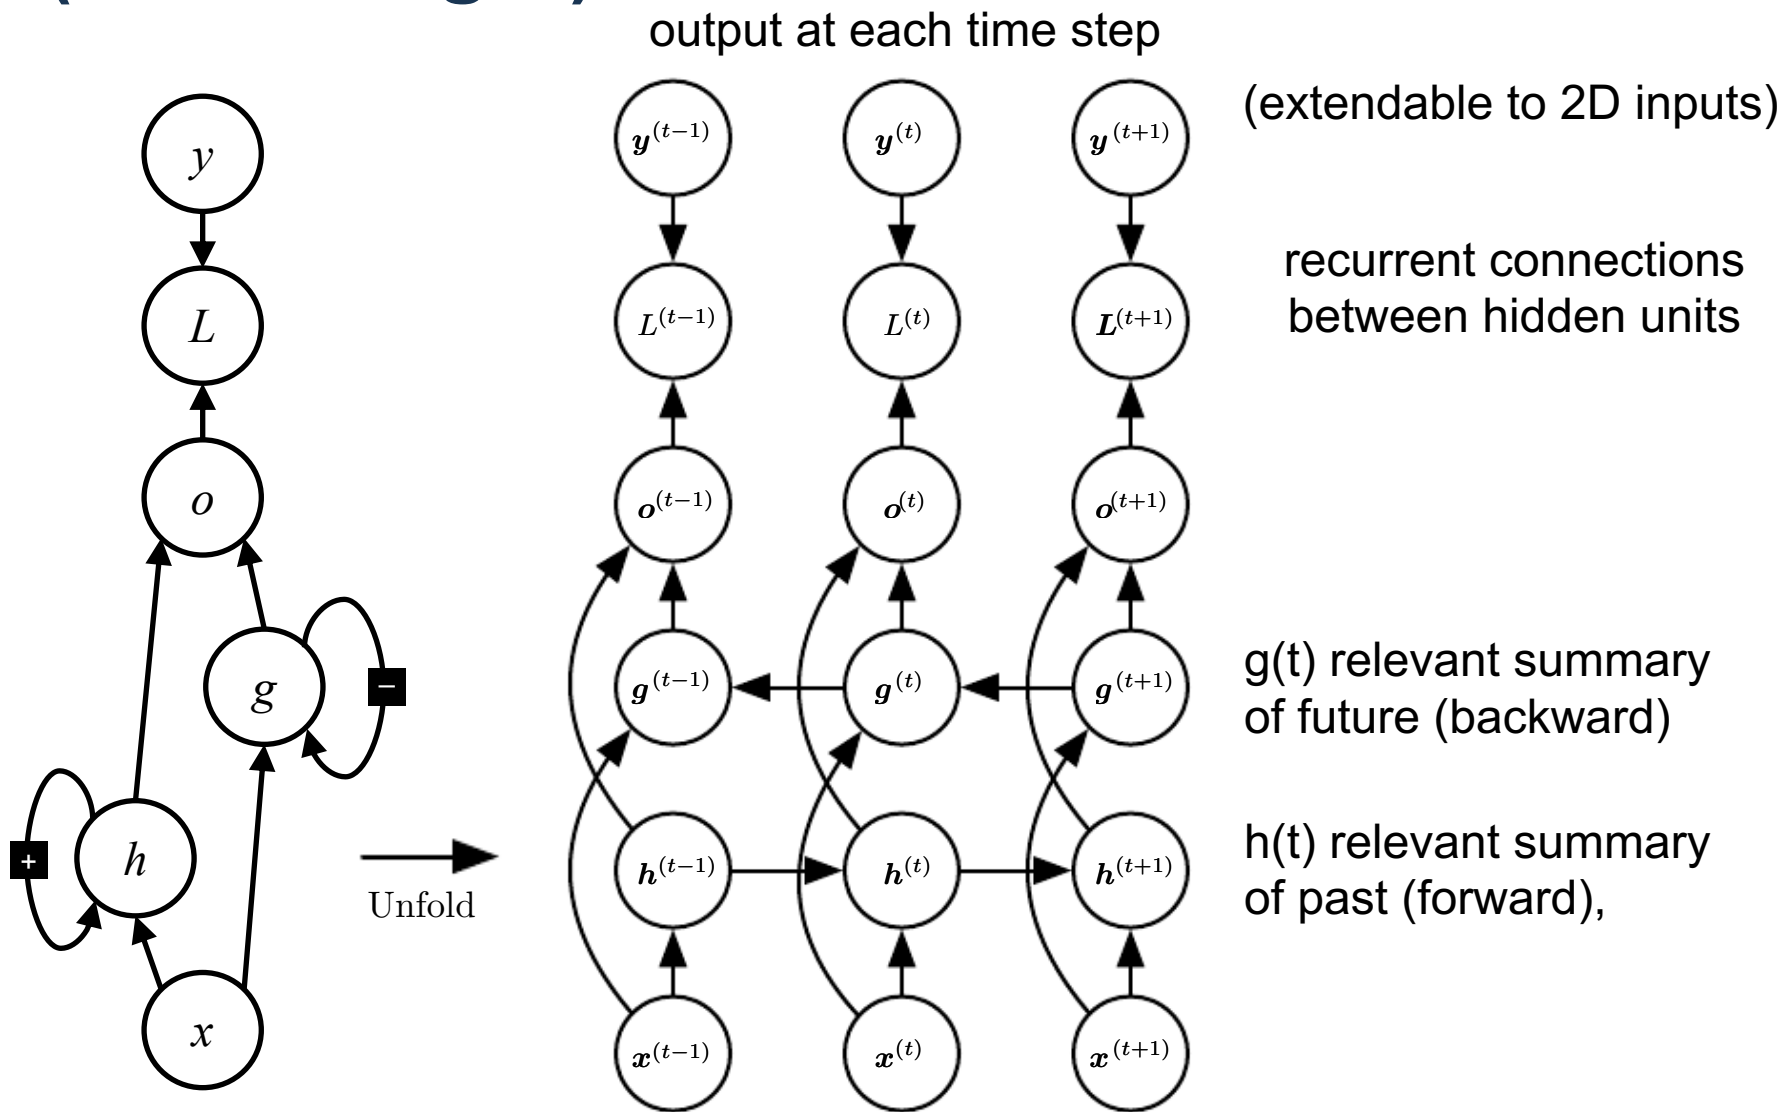 output at each time step
(extendable to 2D inputs)
recurrent connections
between hidden units
g(t) relevant summary
of future (backward)
h(t) relevant summary
of past (forward),
y
L
o
g
−
h
+
x
Unfold
y^(t−1) y^(t) y^(t+1)
L^(t−1) L^(t) L^(t+1)
o^(t−1) o^(t) o^(t+1)
g^(t−1) g^(t) g^(t+1)
h^(t−1) h^(t) h^(t+1)
x^(t−1) x^(t) x^(t+1)